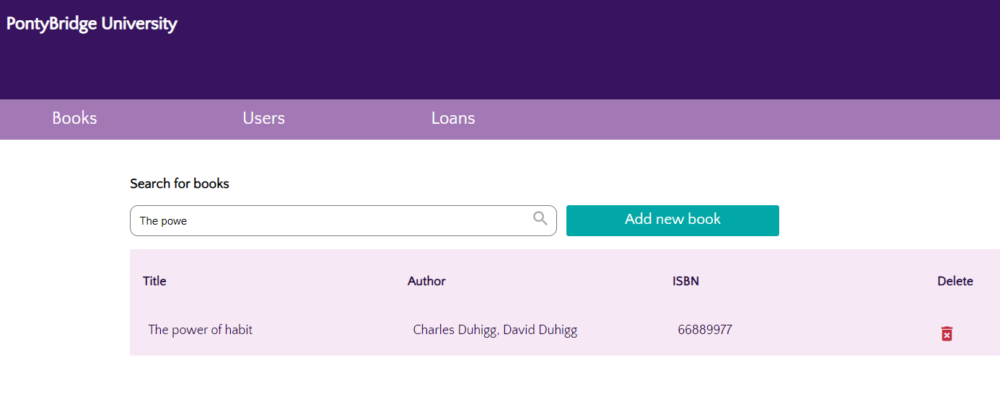 PontyBridge University
Books Users Loans
Search for books
The powe
Add new book
Title Author ISBN Delete
The power of habit Charles Duhigg, David Duhigg 66889977